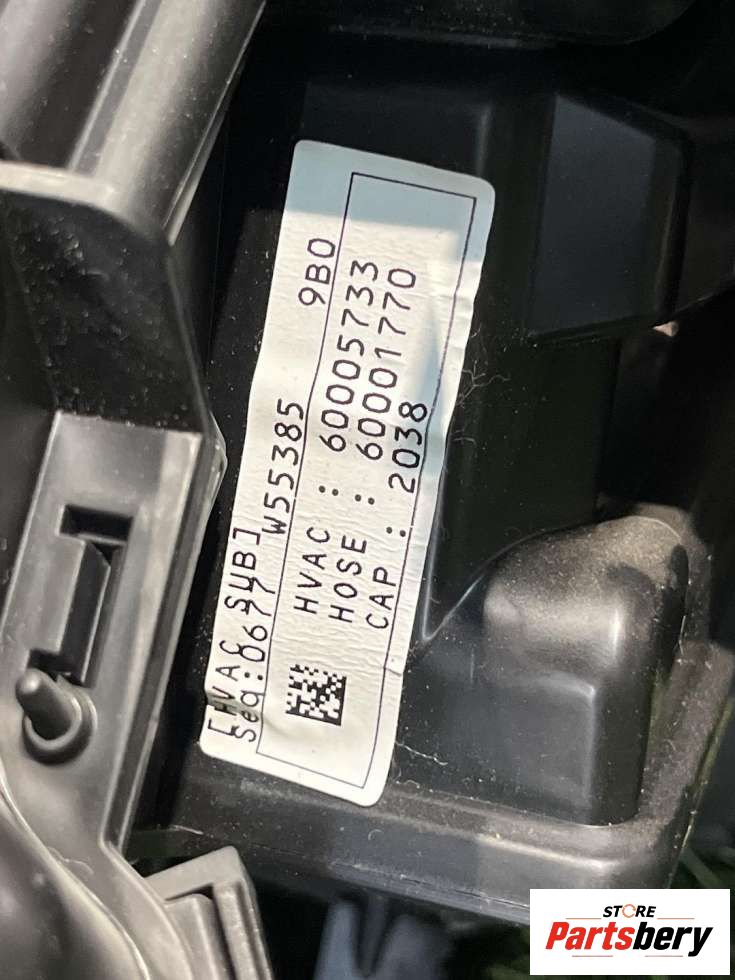 [HVAC SUB]
Seq:0677 W55385 9B0
HVAC : 60005733
HOSE : 60001770
CAP : 2038
STORE
Partsbery